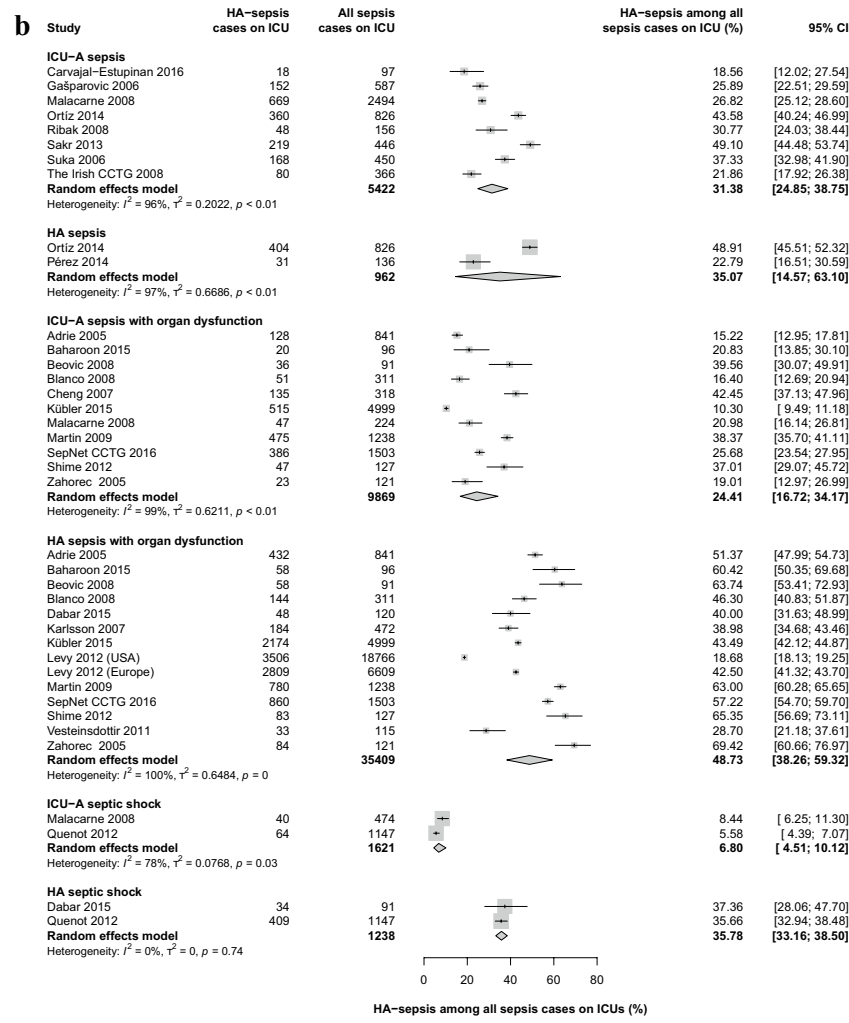 b
Study HA−sepsis cases on ICU All sepsis cases on ICU HA−sepsis among all sepsis cases on ICU (%) 95% CI
ICU−A sepsis
Carvajal−Estupinan 2016 18 97 18.56 [12.02; 27.54]
Gašparovic 2006 152 587 25.89 [22.51; 29.59]
Malacarne 2008 669 2494 26.82 [25.12; 28.60]
Ortíz 2014 360 826 43.58 [40.24; 46.99]
Ribak 2008 48 156 30.77 [24.03; 38.44]
Sakr 2013 219 446 49.10 [44.48; 53.74]
Suka 2006 168 450 37.33 [32.98; 41.90]
The Irish CCTG 2008 80 366 21.86 [17.92; 26.38]
Random effects model 5422 31.38 [24.85; 38.75]
Heterogeneity: I² = 96%, τ² = 0.2022, p < 0.01
HA sepsis
Ortíz 2014 404 826 48.91 [45.51; 52.32]
Pérez 2014 31 136 22.79 [16.51; 30.59]
Random effects model 962 35.07 [14.57; 63.10]
Heterogeneity: I² = 97%, τ² = 0.6686, p < 0.01
ICU−A sepsis with organ dysfunction
Adrie 2005 128 841 15.22 [12.95; 17.81]
Baharoon 2015 20 96 20.83 [13.85; 30.10]
Beovic 2008 36 91 39.56 [30.07; 49.91]
Blanco 2008 51 311 16.40 [12.69; 20.94]
Cheng 2007 135 318 42.45 [37.13; 47.96]
Kübler 2015 515 4999 10.30 [ 9.49; 11.18]
Malacarne 2008 47 224 20.98 [16.14; 26.81]
Martin 2009 475 1238 38.37 [35.70; 41.11]
SepNet CCTG 2016 386 1503 25.68 [23.54; 27.95]
Shime 2012 47 127 37.01 [29.07; 45.72]
Zahorec 2005 23 121 19.01 [12.97; 26.99]
Random effects model 9869 24.41 [16.72; 34.17]
Heterogeneity: I² = 99%, τ² = 0.6211, p < 0.01
HA sepsis with organ dysfunction
Adrie 2005 432 841 51.37 [47.99; 54.73]
Baharoon 2015 58 96 60.42 [50.35; 69.68]
Beovic 2008 58 91 63.74 [53.41; 72.93]
Blanco 2008 144 311 46.30 [40.83; 51.87]
Dabar 2015 48 120 40.00 [31.63; 48.99]
Karlsson 2007 184 472 38.98 [34.68; 43.46]
Kübler 2015 2174 4999 43.49 [42.12; 44.87]
Levy 2012 (USA) 3506 18766 18.68 [18.13; 19.25]
Levy 2012 (Europe) 2809 6609 42.50 [41.32; 43.70]
Martin 2009 780 1238 63.00 [60.28; 65.65]
SepNet CCTG 2016 860 1503 57.22 [54.70; 59.70]
Shime 2012 83 127 65.35 [56.69; 73.11]
Vesteinsdottir 2011 33 115 28.70 [21.18; 37.61]
Zahorec 2005 84 121 69.42 [60.66; 76.97]
Random effects model 35409 48.73 [38.26; 59.32]
Heterogeneity: I² = 100%, τ² = 0.6484, p = 0
ICU−A septic shock
Malacarne 2008 40 474 8.44 [ 6.25; 11.30]
Quenot 2012 64 1147 5.58 [ 4.39; 7.07]
Random effects model 1621 6.80 [ 4.51; 10.12]
Heterogeneity: I² = 78%, τ² = 0.0768, p = 0.03
HA septic shock
Dabar 2015 34 91 37.36 [28.06; 47.70]
Quenot 2012 409 1147 35.66 [32.94; 38.48]
Random effects model 1238 35.78 [33.16; 38.50]
Heterogeneity: I² = 0%, τ² = 0, p = 0.74
0 20 40 60 80
HA−sepsis among all sepsis cases on ICUs (%)